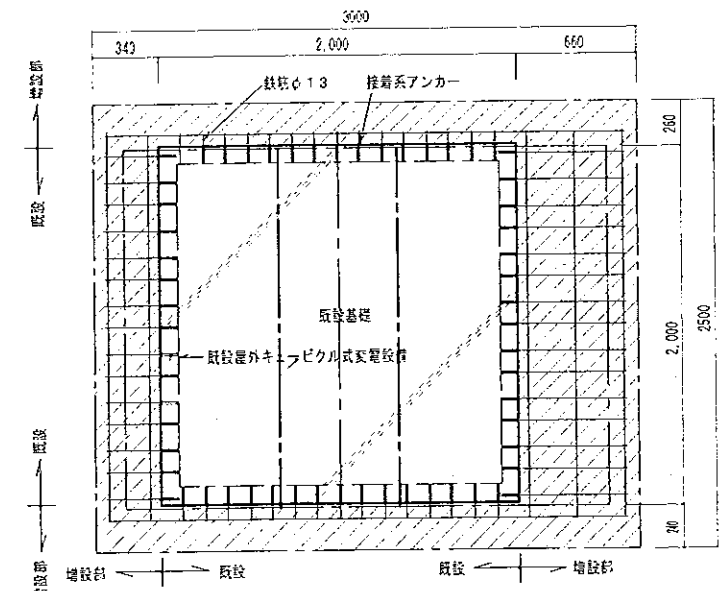 3000
340
2,000
660
鉄筋φ13
接着系アンカー
増設部
既設
260
2,000
2500
240
既設基礎
既設屋外キュービクル式変電設備
既設
増設部
増設部
既設
既設
増設部